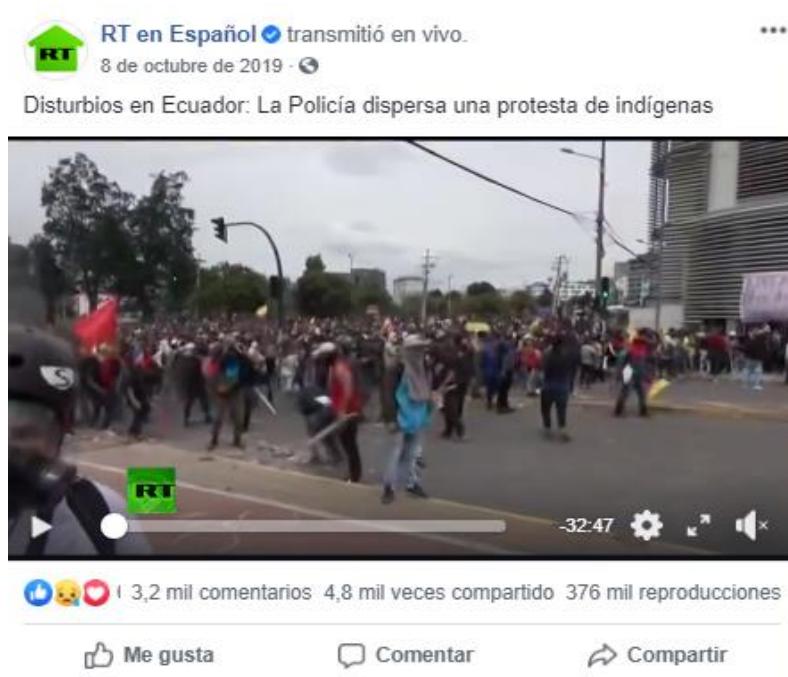 RT en Español transmitió en vivo.
8 de octubre de 2019 ·
Disturbios en Ecuador: La Policía dispersa una protesta de indígenas
RT
RT
S
-32:47
3,2 mil comentarios 4,8 mil veces compartido 376 mil reproducciones
Me gusta Comentar Compartir